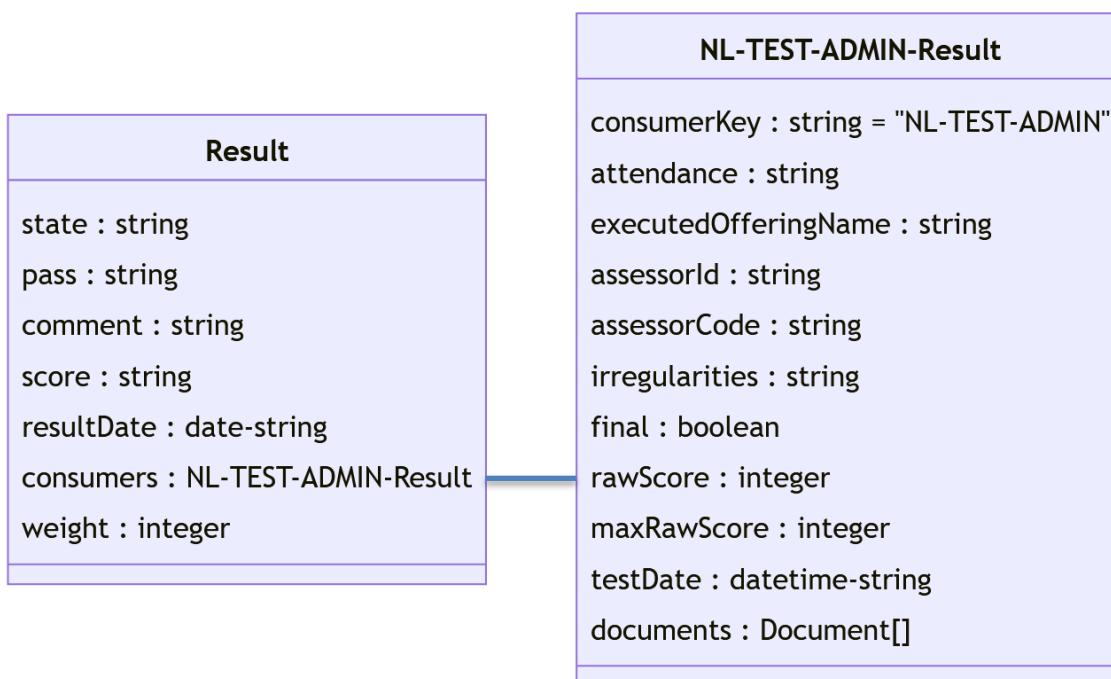 Result
state : string
pass : string
comment : string
score : string
resultDate : date-string
consumers : NL-TEST-ADMIN-Result
weight : integer
NL-TEST-ADMIN-Result
consumerKey : string = "NL-TEST-ADMIN"
attendance : string
executedOfferingName : string
assessorId : string
assessorCode : string
irregularities : string
final : boolean
rawScore : integer
maxRawScore : integer
testDate : datetime-string
documents : Document[]